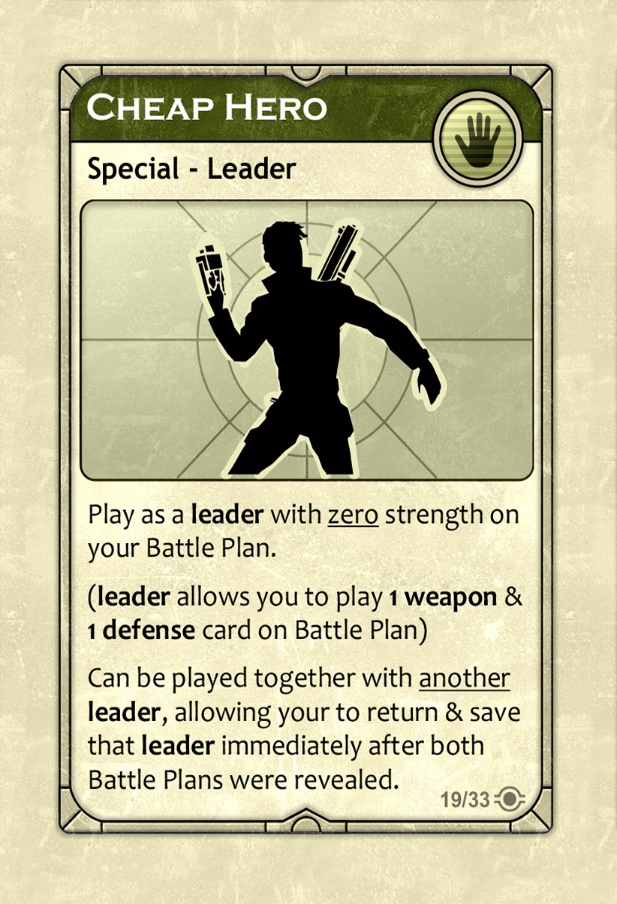 Cheap Hero
Special - Leader
Play as a leader with zero strength on
your Battle Plan.
(leader allows you to play 1 weapon &
1 defense card on Battle Plan)
Can be played together with another
leader, allowing your to return & save
that leader immediately after both
Battle Plans were revealed.
19/33